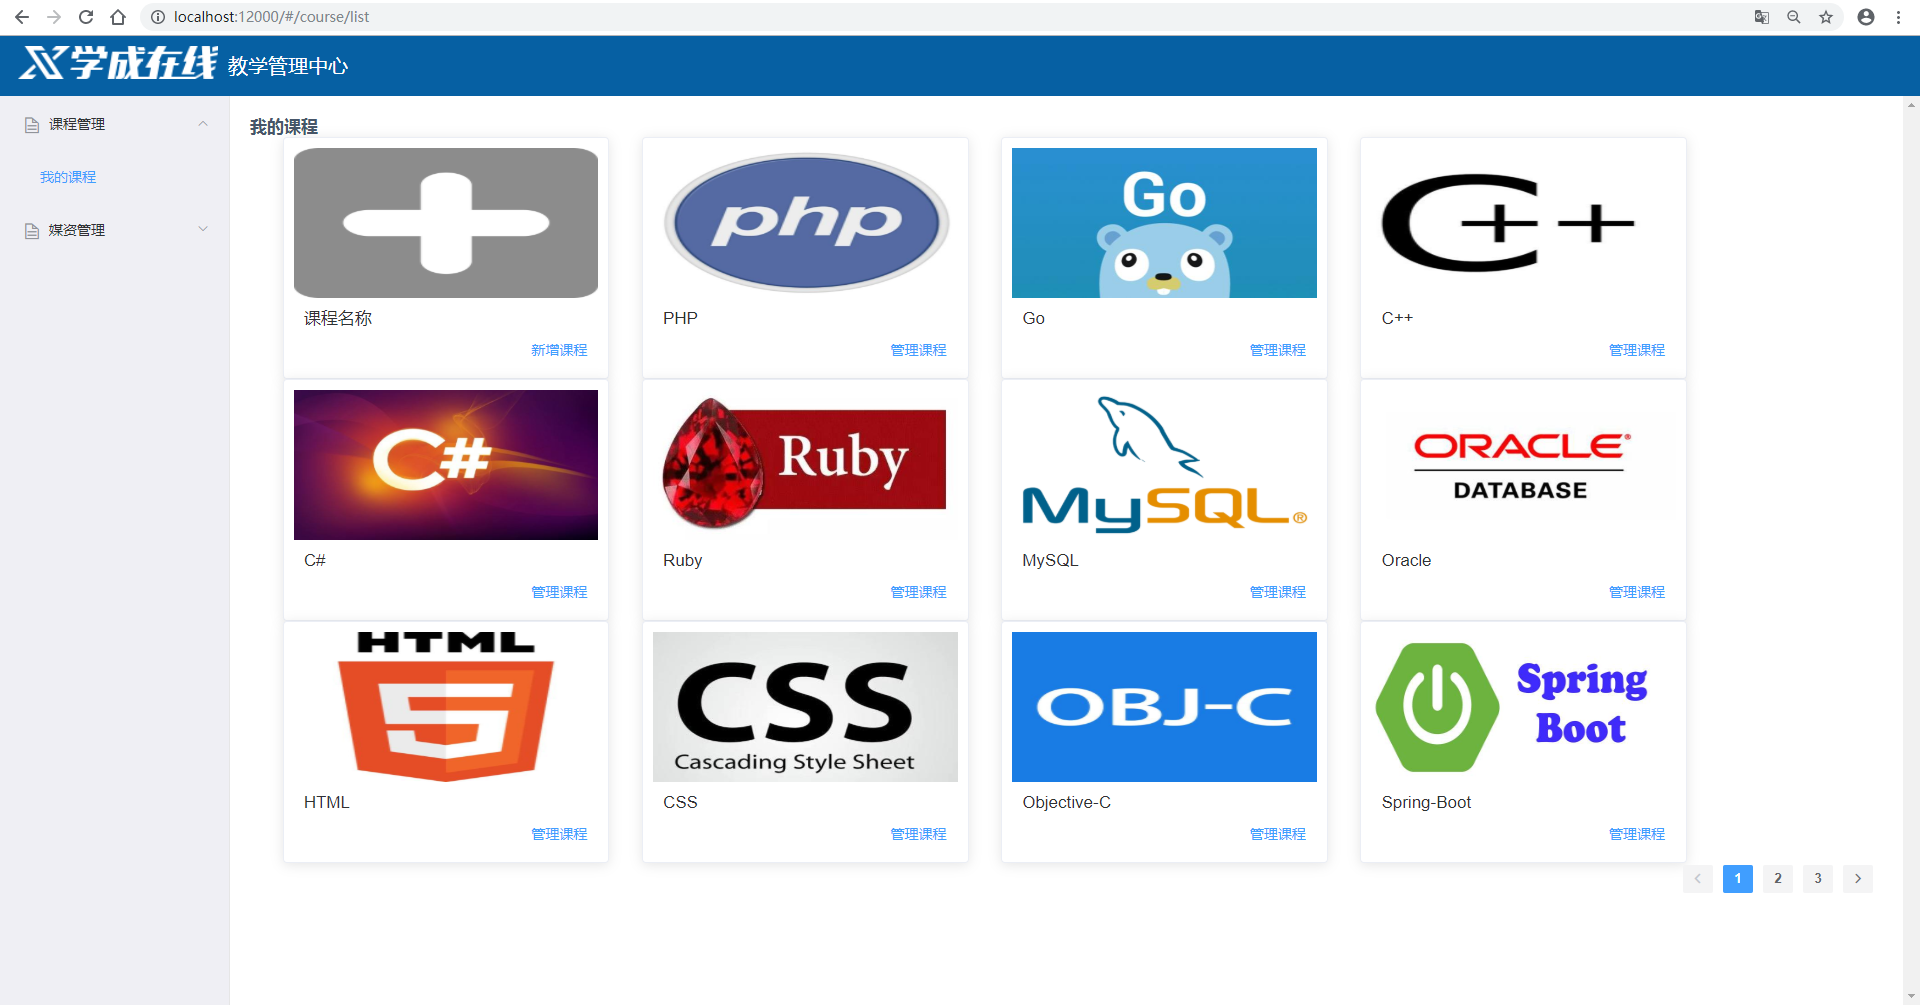 localhost:12000/#/course/list
学成在线 教学管理中心
课程管理
我的课程
媒资管理
我的课程
php
Go
C++
课程名称
PHP
Go
C++
新增课程
管理课程
管理课程
管理课程
C#
Ruby
MySQL®
ORACLE®
DATABASE
C#
Ruby
MySQL
Oracle
管理课程
管理课程
管理课程
管理课程
HTML
5
CSS
Cascading Style Sheet
OBJ-C
Spring
Boot
HTML
CSS
Objective-C
Spring-Boot
管理课程
管理课程
管理课程
管理课程
1 2 3